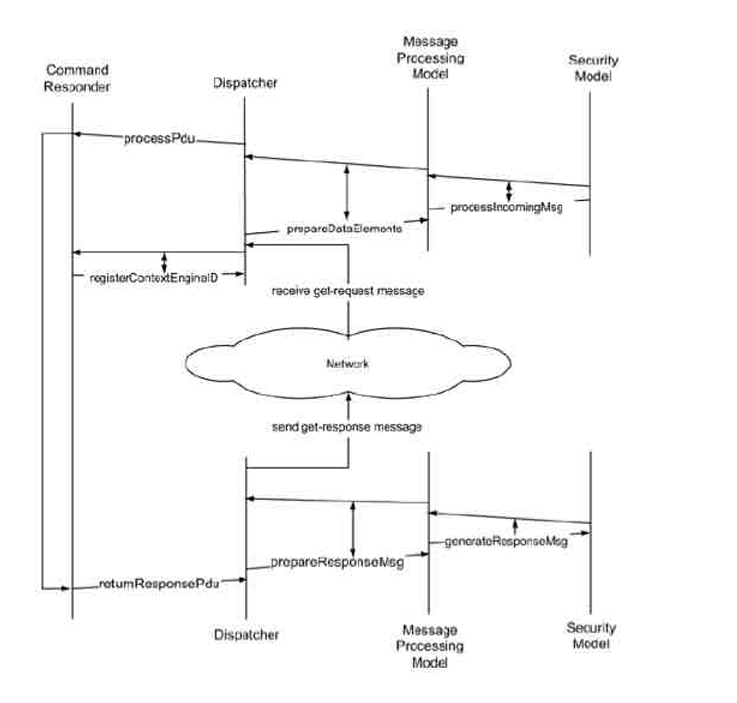 Message
Processing
Model
Security
Model
Command
Responder
Dispatcher
processPdu
processIncomingMsg
prepareDataElements
registerContextEngineID
receive get-request message
Network
send get-response message
generateResponseMsg
prepareResponseMsg
returnResponsePdu
Dispatcher
Message
Processing
Model
Security
Model